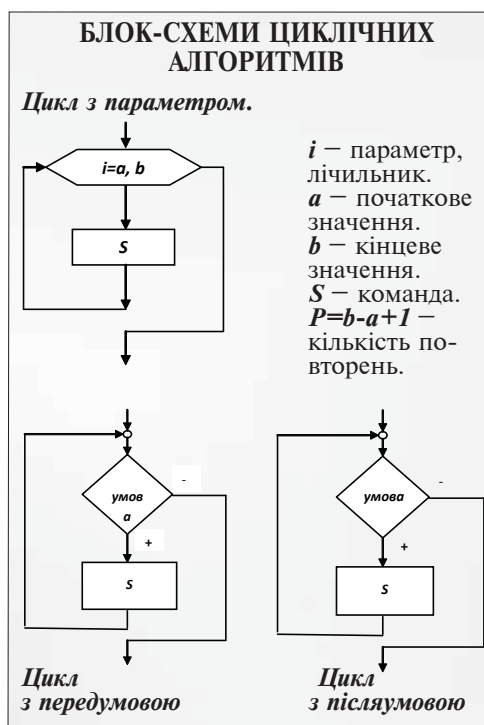 БЛОК-СХЕМИ ЦИКЛІЧНИХ
АЛГОРИТМІВ
Цикл з параметром.
i=a, b
S
i – параметр,
лічильник.
a – початкове
значення.
b – кінцеве
значення.
S – команда.
P=b-a+1 –
кількість по-
вторень.
умов
а
-
+
S
Цикл
з передумовою
умова
-
+
S
Цикл
з післяумовою